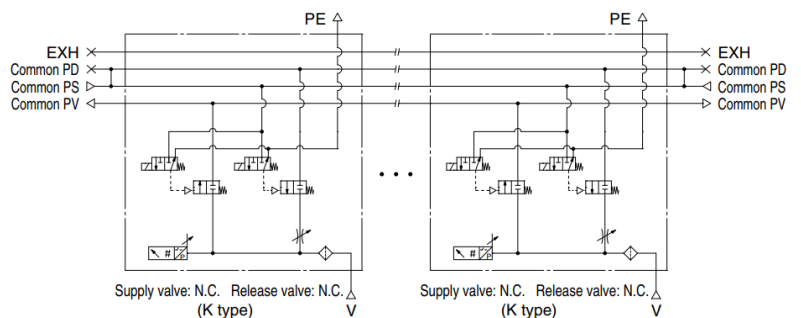 PE PE
EXH EXH
Common PD Common PD
Common PS Common PS
Common PV Common PV
# P # P
Supply valve: N.C. Release valve: N.C. V Supply valve: N.C. Release valve: N.C. V
(K type) (K type)